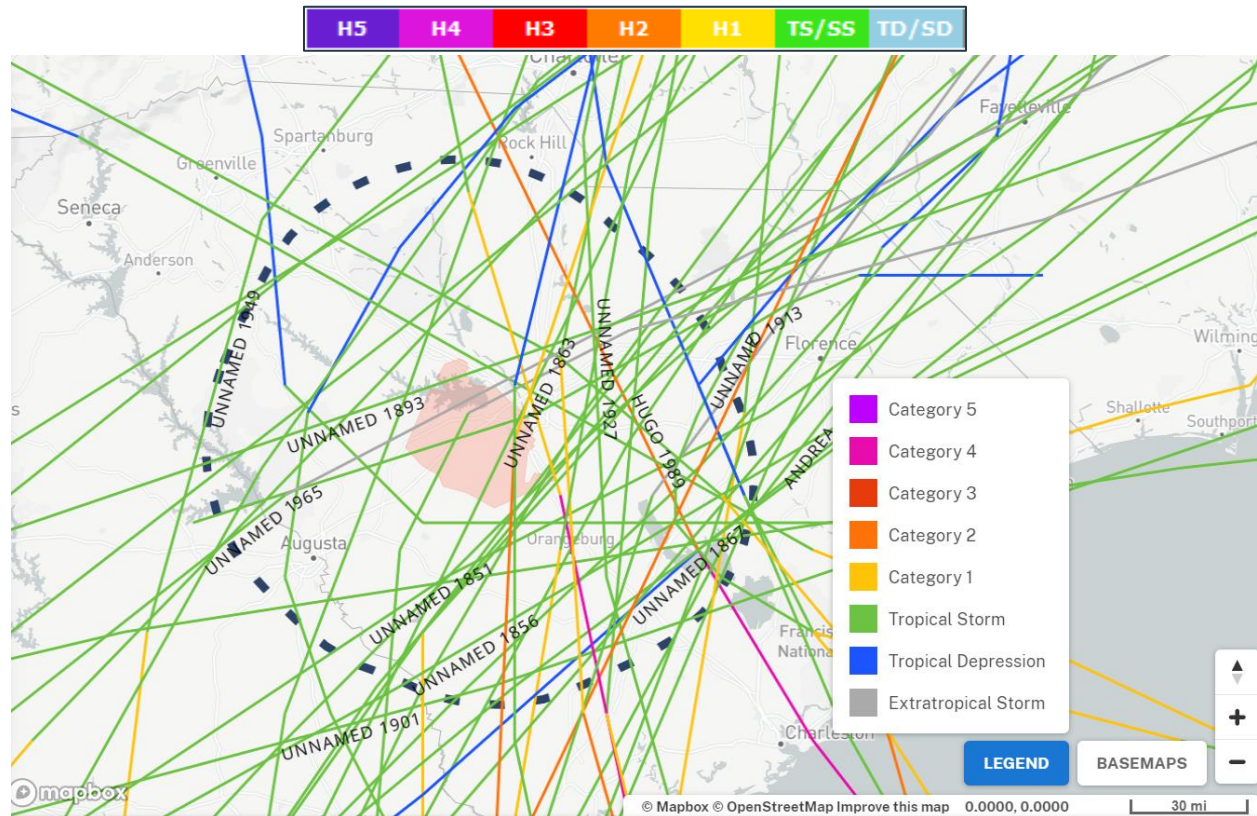 H5 H4 H3 H2 H1 TS/SS TD/SD
Charlotte
Fayetteville
Spartanburg
Rock Hill
Greenville
Seneca
Anderson
UNNAMED 1949
UNNAMED 1863
UNNAMED 1927
UNNAMED 1913
Florence
Wilming
UNNAMED 1893
HUGO 1989
ANDREA
Shallotte
Southport
UNNAMED 1965
Augusta
Orangeburg
UNNAMED 1867
UNNAMED 1851
UNNAMED 1856
Francis
Nationa
UNNAMED 1901
Charleston
s
Category 5
Category 4
Category 3
Category 2
Category 1
Tropical Storm
Tropical Depression
Extratropical Storm
LEGEND BASEMAPS
mapbox
© Mapbox © OpenStreetMap Improve this map 0.0000, 0.0000 30 mi